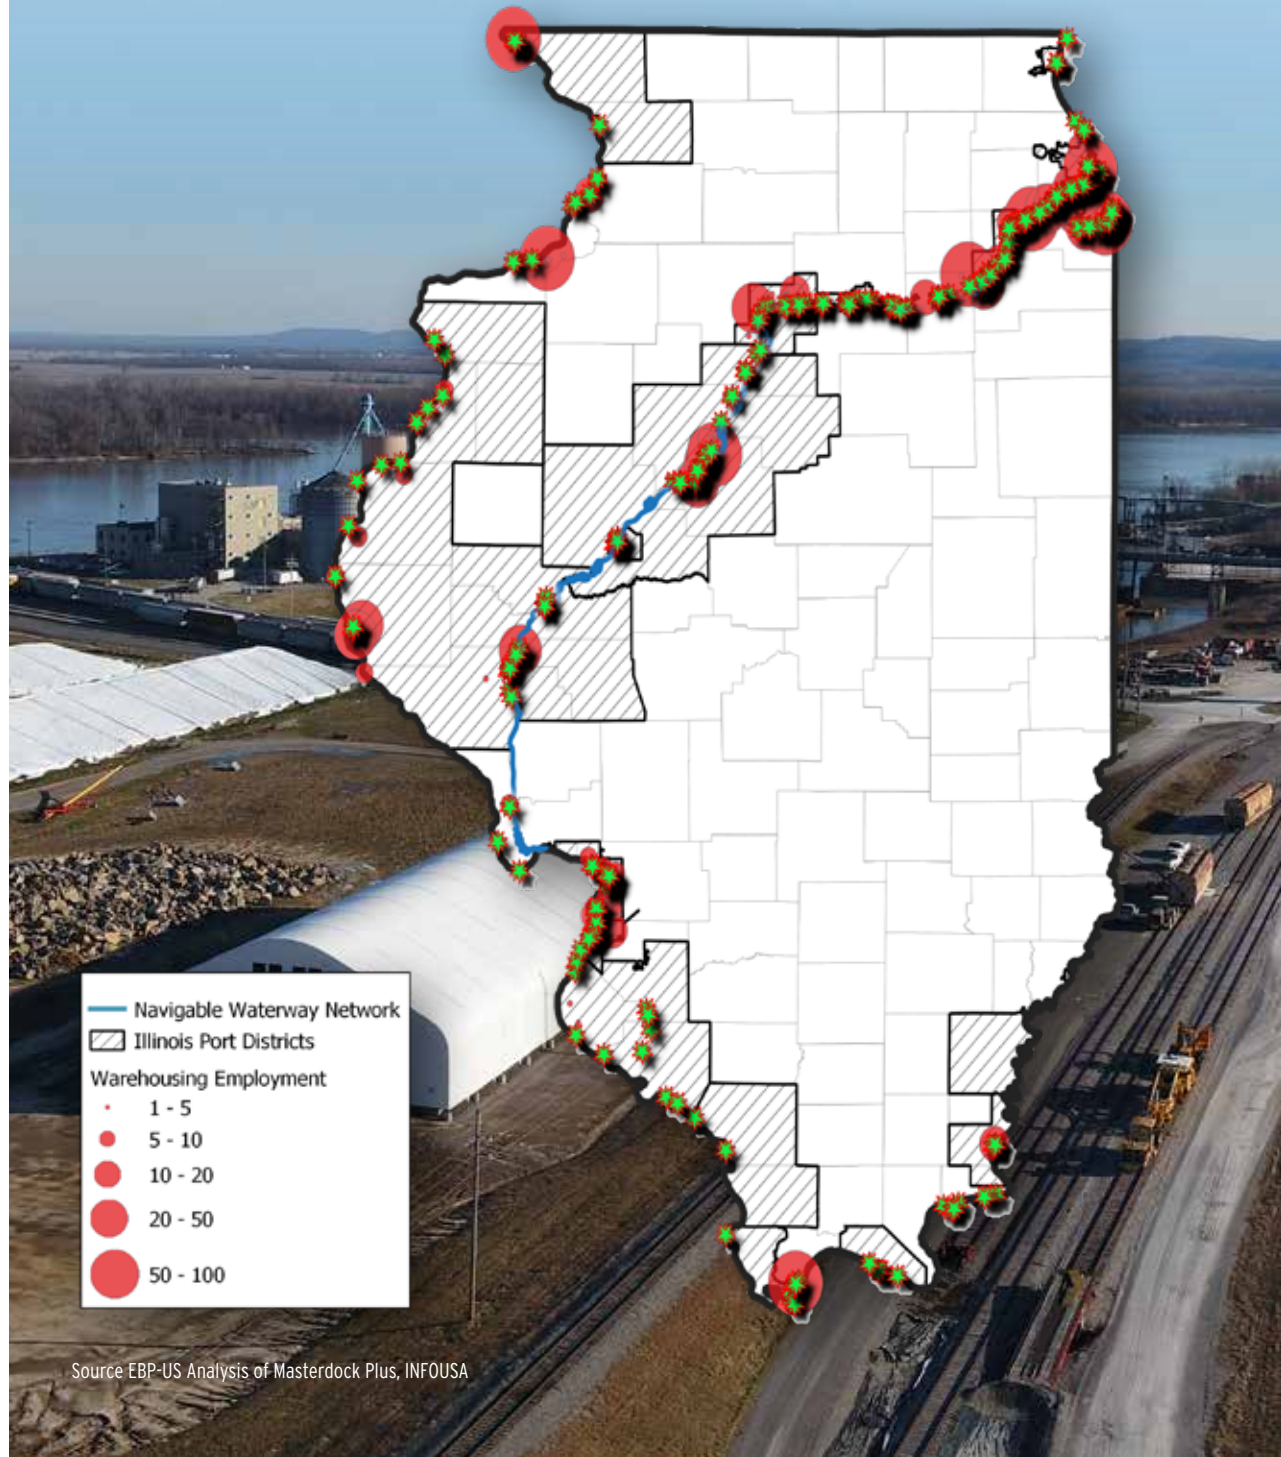 Navigable Waterway Network
Illinois Port Districts
Warehousing Employment
1 - 5
5 - 10
10 - 20
20 - 50
50 - 100
Source EBP-US Analysis of Masterdock Plus, INFOUSA